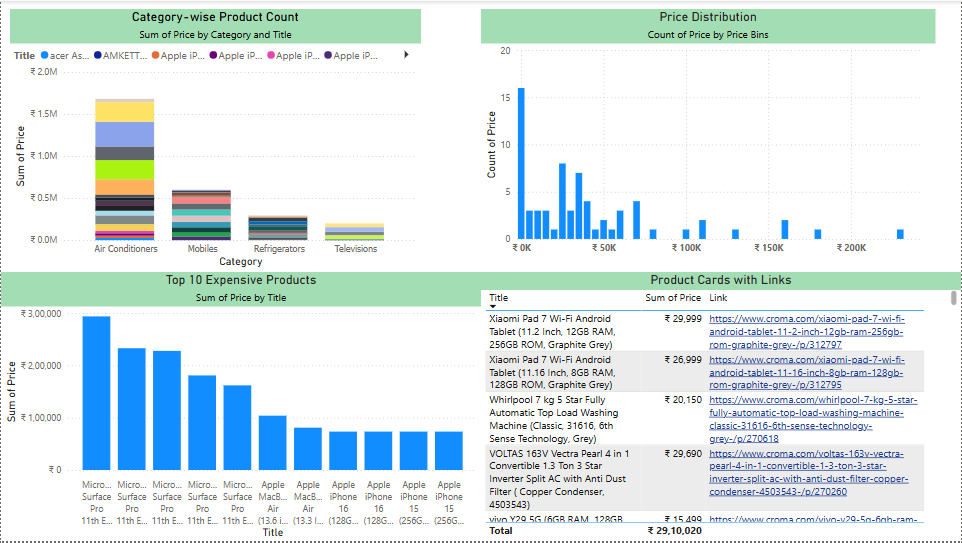 Category-wise Product Count
Sum of Price by Category and Title
Title acer As... AMKETT... Apple iP... Apple iP... Apple iP... Apple iP...
₹ 2.0M
₹ 1.5M
₹ 1.0M
₹ 0.5M
₹ 0.0M
Sum of Price
Air Conditioners Mobiles Refrigerators Televisions
Category
Price Distribution
Count of Price by Price Bins
20
15
10
5
0
Count of Price
₹ 0K ₹ 50K ₹ 100K ₹ 150K ₹ 200K
Top 10 Expensive Products
Sum of Price by Title
₹ 3,00,000
₹ 2,00,000
₹ 1,00,000
₹ 0
Sum of Price
Micro... Micro... Micro... Micro... Micro... Apple Apple Apple Apple Apple Apple
Surface Surface Surface Surface Surface MacB... MacB... iPhone iPhone iPhone iPhone
Pro Pro Pro Pro Pro Air Air 16 16 15 15
11th E... 11th E... 11th E... 11th E... 11th E... (13.6 i... (13.3 I... (128G... (128G... (256G... (256G...
Title
Product Cards with Links
Title Sum of Price Link
Xiaomi Pad 7 Wi-Fi Android ₹ 29,999 https://www.croma.com/xiaomi-pad-7-wi-fi-
Tablet (11.2 Inch, 12GB RAM, android-tablet-11-2-inch-12gb-ram-256gb-
256GB ROM, Graphite Grey) rom-graphite-grey-/p/312797
Xiaomi Pad 7 Wi-Fi Android ₹ 26,999 https://www.croma.com/xiaomi-pad-7-wi-fi-
Tablet (11.16 Inch, 8GB RAM, android-tablet-11-16-inch-8gb-ram-128gb-
128GB ROM, Graphite Grey) rom-graphite-grey-/p/312795
Whirlpool 7 kg 5 Star Fully ₹ 20,150 https://www.croma.com/whirlpool-7-kg-5-star-
Automatic Top Load Washing fully-automatic-top-load-washing-machine-
Machine (Classic, 31616, 6th classic-31616-6th-sense-technology-
Sense Technology, Grey) grey-/p/270618
VOLTAS 163V Vectra Pearl 4 in 1 ₹ 29,690 https://www.croma.com/voltas-163v-vectra-
Convertible 1.3 Ton 3 Star pearl-4-in-1-convertible-1-3-ton-3-star-
Inverter Split AC with Anti Dust inverter-split-ac-with-anti-dust-filter-copper-
Filter ( Copper Condenser, condenser-4503543-/p/270260
4503543)
vivo Y29 5G (6GB RAM, 128GB ₹ 15,499 https://www.croma.com/vivo-y29-5g-6gb-ram-
Total ₹ 29,10,020